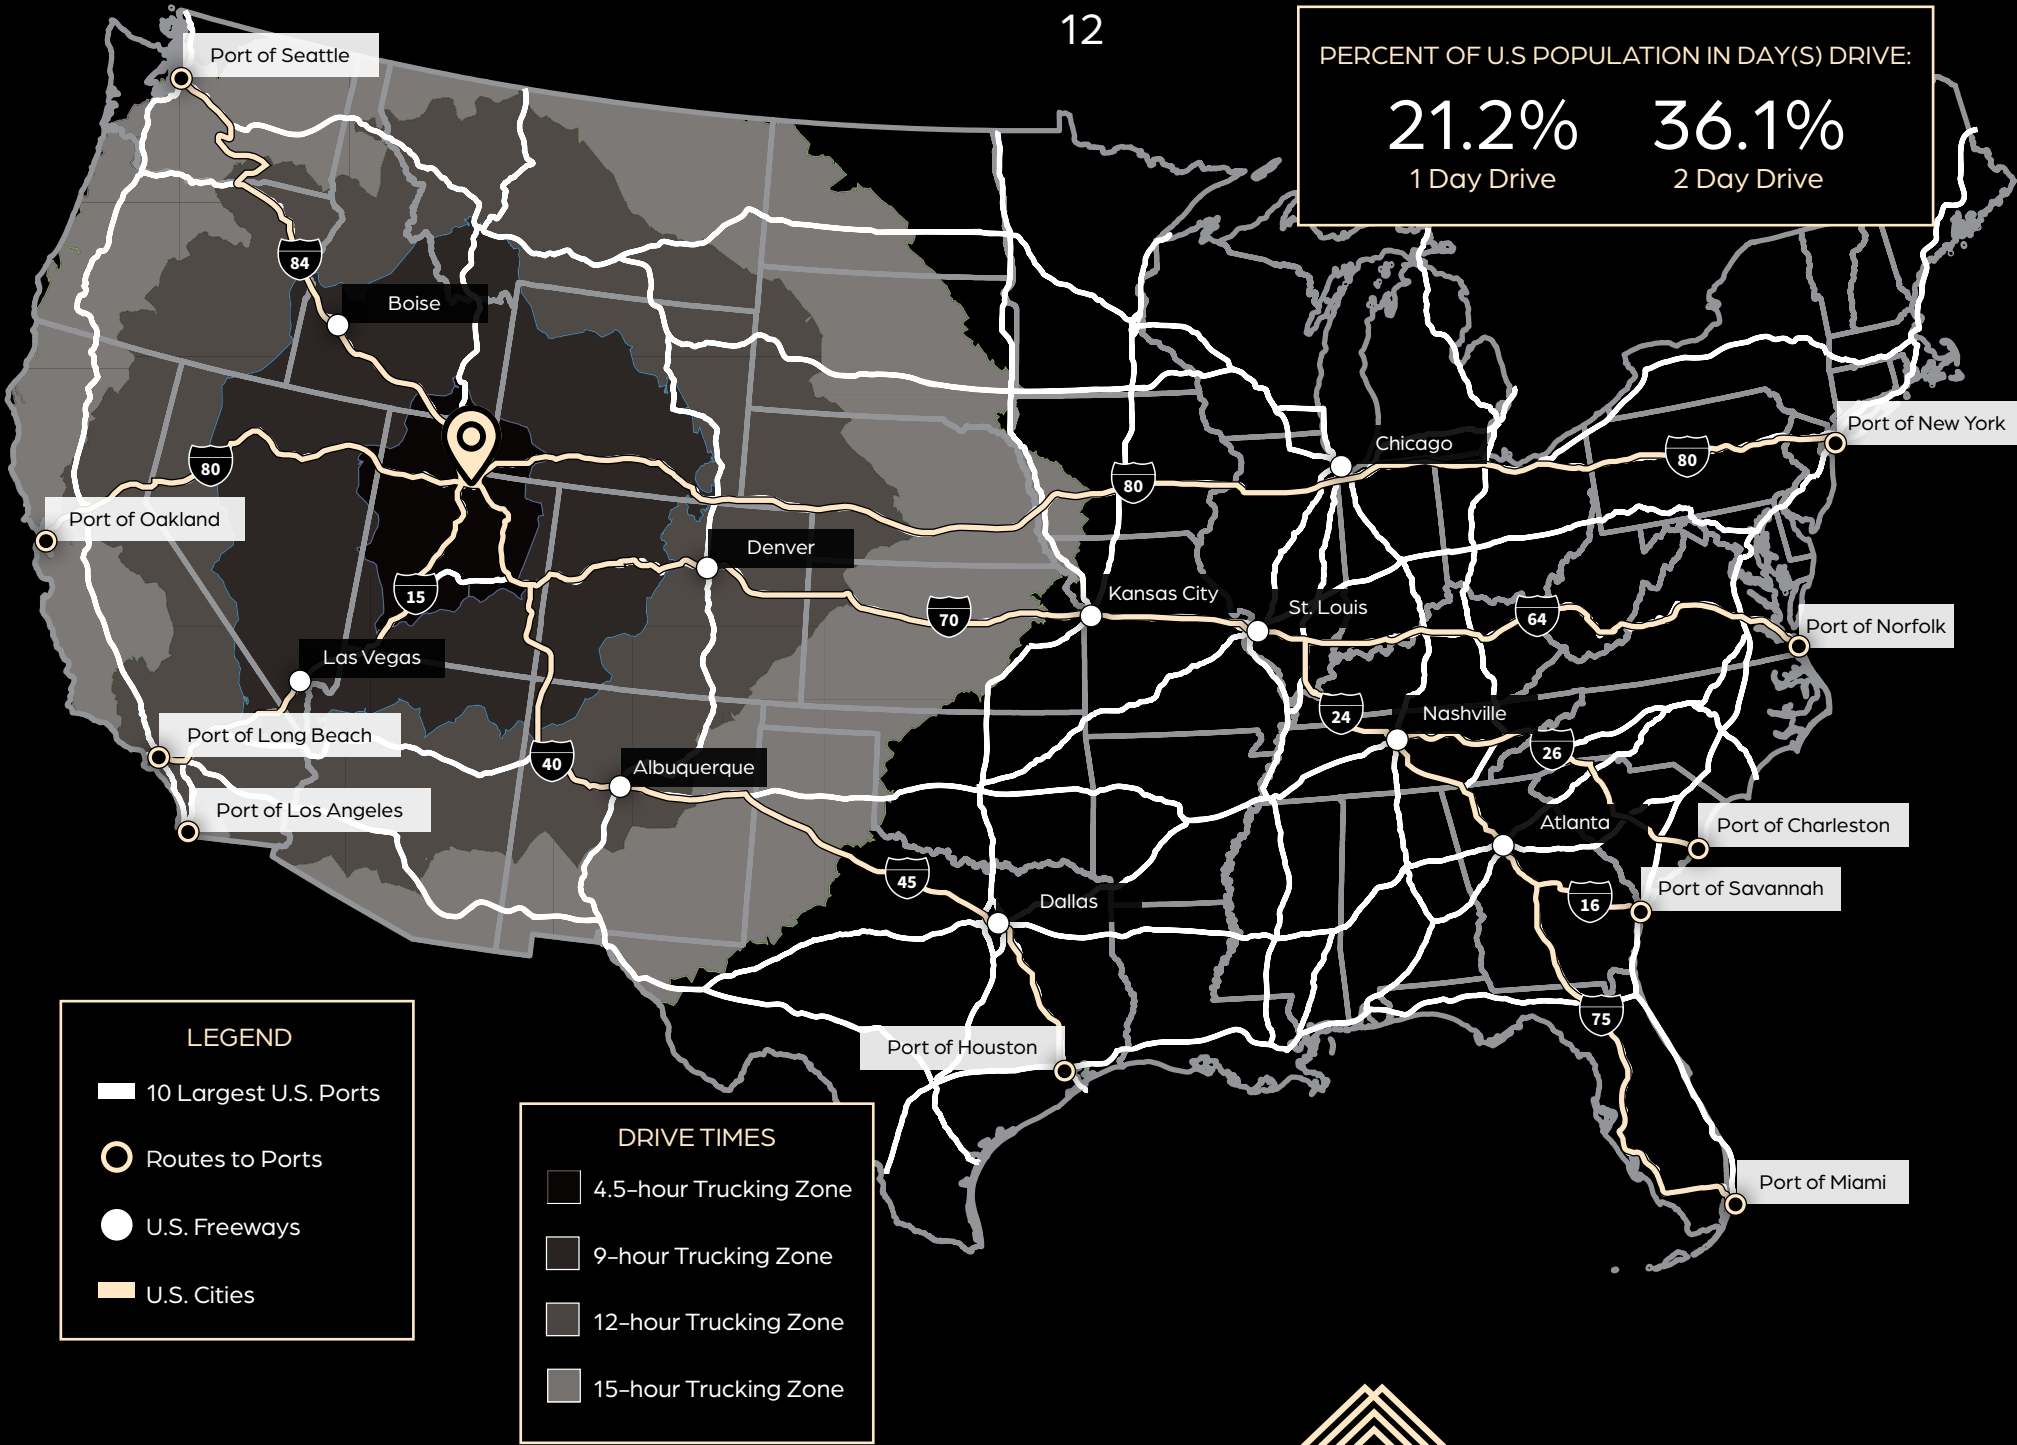 12
PERCENT OF U.S POPULATION IN DAY(S) DRIVE:
21.2% 36.1%
1 Day Drive 2 Day Drive
Port of Seattle
84
Boise
80
Port of Oakland
15
Las Vegas
Port of Long Beach
Port of Los Angeles
Denver
70
40
Albuquerque
45
Dallas
Port of Houston
80
Kansas City
St. Louis
Chicago
80
Port of New York
64
Port of Norfolk
24
Nashville
26
Atlanta
Port of Charleston
16
Port of Savannah
75
Port of Miami
LEGEND
10 Largest U.S. Ports
Routes to Ports
U.S. Freeways
U.S. Cities
DRIVE TIMES
4.5-hour Trucking Zone
9-hour Trucking Zone
12-hour Trucking Zone
15-hour Trucking Zone